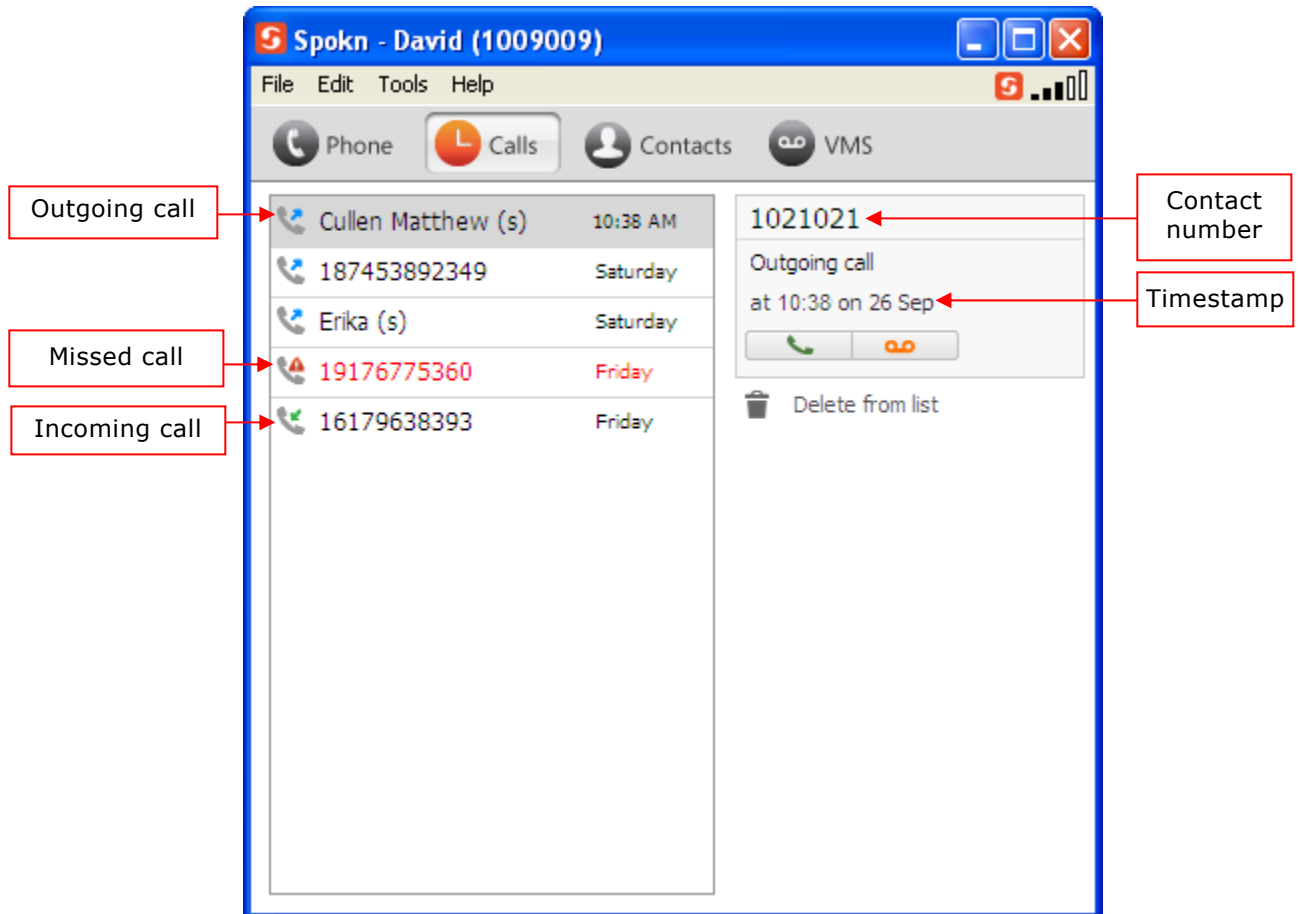 Spokn - David (1009009)
File Edit Tools Help
Phone Calls Contacts VMS
Outgoing call
Cullen Matthew (s) 10:38 AM
187453892349 Saturday
Erika (s) Saturday
Missed call
19176775360 Friday
Incoming call
16179638393 Friday
1021021
Contact
number
Outgoing call
at 10:38 on 26 Sep
Timestamp
Delete from list